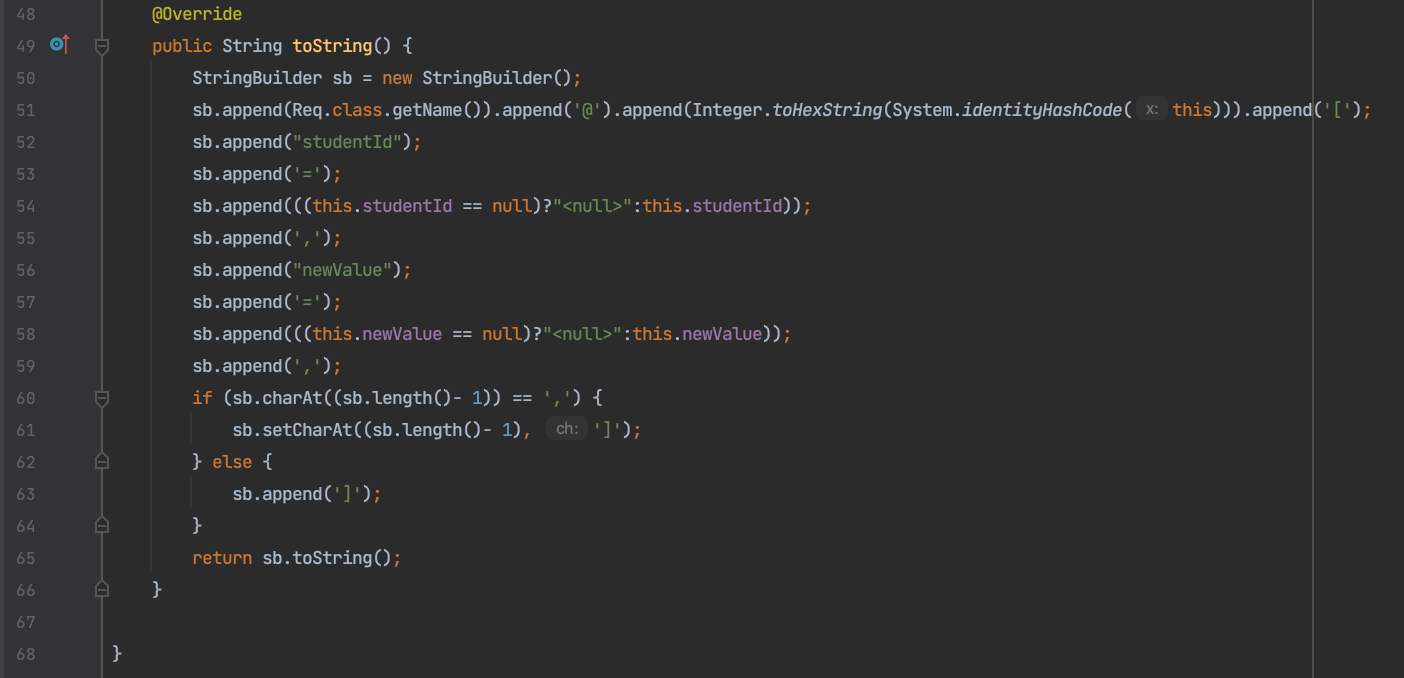 48 @Override
49 public String toString() {
50 StringBuilder sb = new StringBuilder();
51 sb.append(Req.class.getName()).append('@').append(Integer.toHexString(System.identityHashCode( x: this))).append('[');
52 sb.append("studentId");
53 sb.append('=');
54 sb.append(((this.studentId == null)?"<null>":this.studentId));
55 sb.append(',');
56 sb.append("newValue");
57 sb.append('=');
58 sb.append(((this.newValue == null)?"<null>":this.newValue));
59 sb.append(',');
60 if (sb.charAt((sb.length()- 1)) == ',') {
61 sb.setCharAt((sb.length()- 1), ch: ']');
62 } else {
63 sb.append(']');
64 }
65 return sb.toString();
66 }
67
68 }